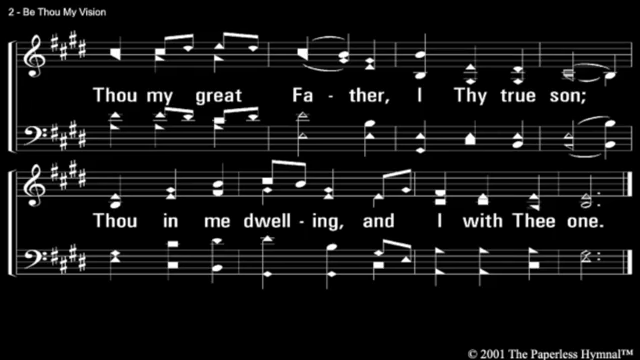 2 - Be Thou My Vision
Thou my great Fa - ther, I Thy true son;
Thou in me dwell - ing, and I with Thee one.
© 2001 The Paperless Hymnal™